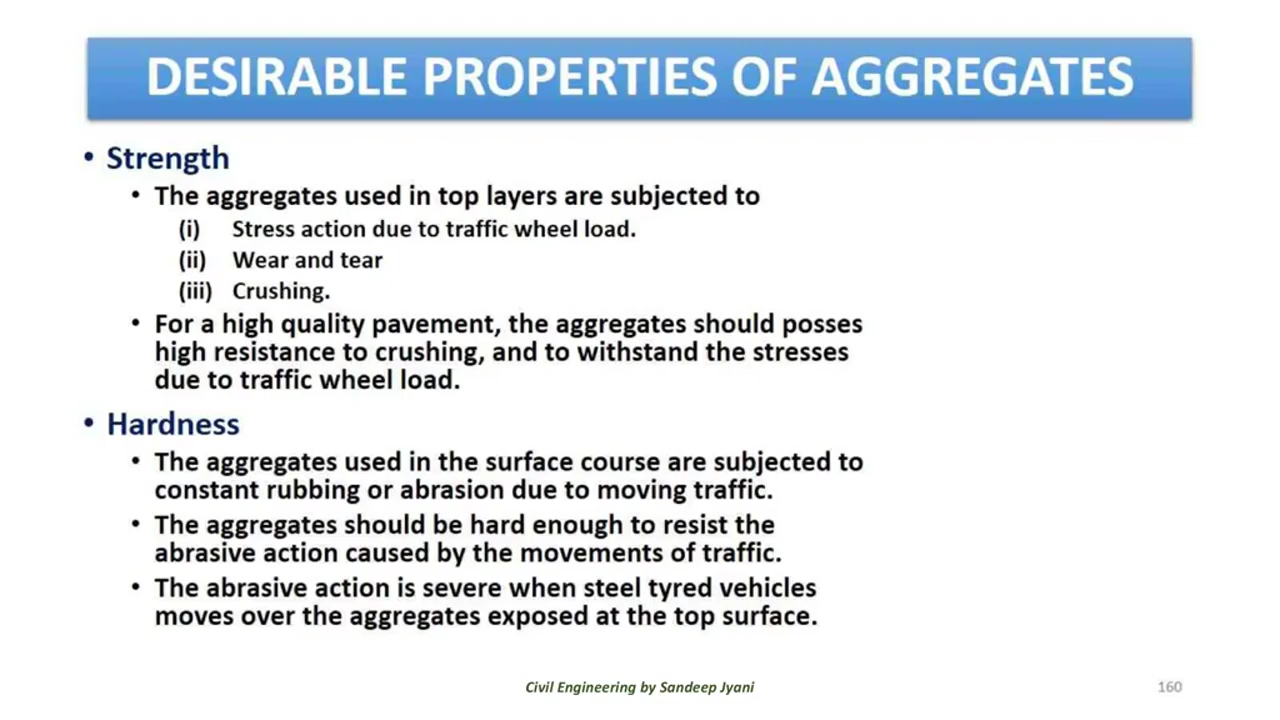 DESIRABLE PROPERTIES OF AGGREGATES
• Strength
• The aggregates used in top layers are subjected to
(i) Stress action due to traffic wheel load.
(ii) Wear and tear
(iii) Crushing.
• For a high quality pavement, the aggregates should posses
high resistance to crushing, and to withstand the stresses
due to traffic wheel load.
• Hardness
• The aggregates used in the surface course are subjected to
constant rubbing or abrasion due to moving traffic.
• The aggregates should be hard enough to resist the
abrasive action caused by the movements of traffic.
• The abrasive action is severe when steel tyred vehicles
moves over the aggregates exposed at the top surface.
Civil Engineering by Sandeep Jyani
160